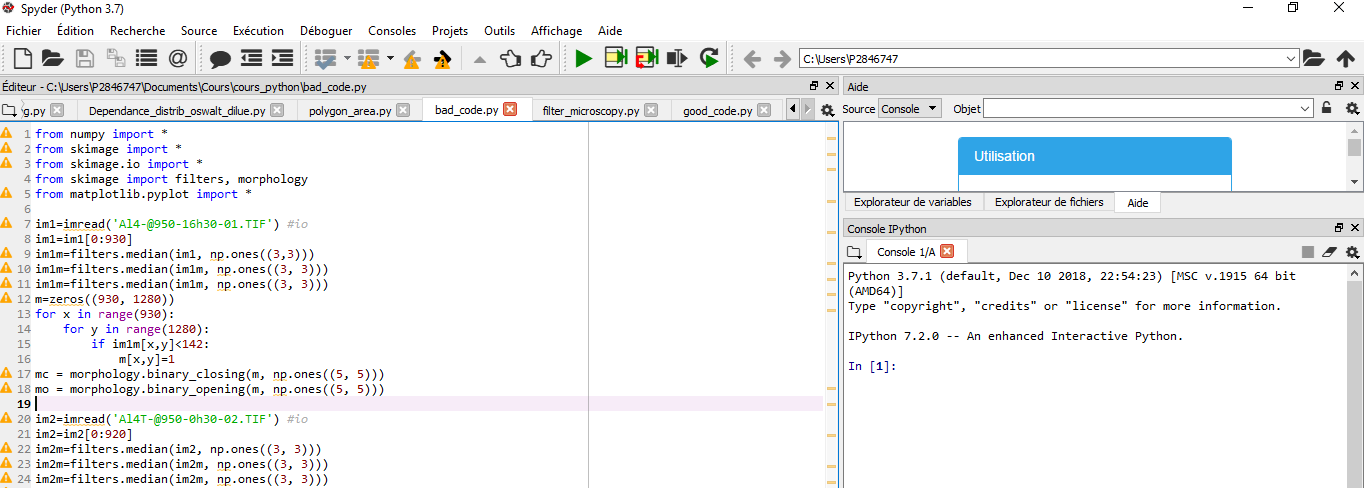 Spyder (Python 3.7)
Fichier Édition Recherche Source Exécution Déboguer Consoles Projets Outils Affichage Aide
C:\Users\P2846747
Éditeur - C:\Users\P2846747\Documents\Cours\cours_python\bad_code.py
g.py Dependance_distrib_oswalt_dilue.py polygon_area.py bad_code.py filter_microscopy.py good_code.py
1 from numpy import *
2 from skimage import *
3 from skimage.io import *
4 from skimage import filters, morphology
5 from matplotlib.pyplot import *
6
7 im1=imread('Al4-@950-16h30-01.TIF') #io
8 im1=im1[0:930]
9 im1m=filters.median(im1, np.ones((3,3)))
10 im1m=filters.median(im1m, np.ones((3, 3)))
11 im1m=filters.median(im1m, np.ones((3, 3)))
12 m=zeros((930, 1280))
13 for x in range(930):
14     for y in range(1280):
15         if im1m[x,y]<142:
16             m[x,y]=1
17 mc = morphology.binary_closing(m, np.ones((5, 5)))
18 mo = morphology.binary_opening(m, np.ones((5, 5)))
19
20 im2=imread('Al4T-@950-0h30-02.TIF') #io
21 im2=im2[0:920]
22 im2m=filters.median(im2, np.ones((3, 3)))
23 im2m=filters.median(im2m, np.ones((3, 3)))
24 im2m=filters.median(im2m, np.ones((3, 3)))
Aide
Source Console Objet
Utilisation
Explorateur de variables Explorateur de fichiers Aide
Console IPython
Console 1/A
Python 3.7.1 (default, Dec 10 2018, 22:54:23) [MSC v.1915 64 bit
(AMD64)]
Type "copyright", "credits" or "license" for more information.
IPython 7.2.0 -- An enhanced Interactive Python.
In [1]: